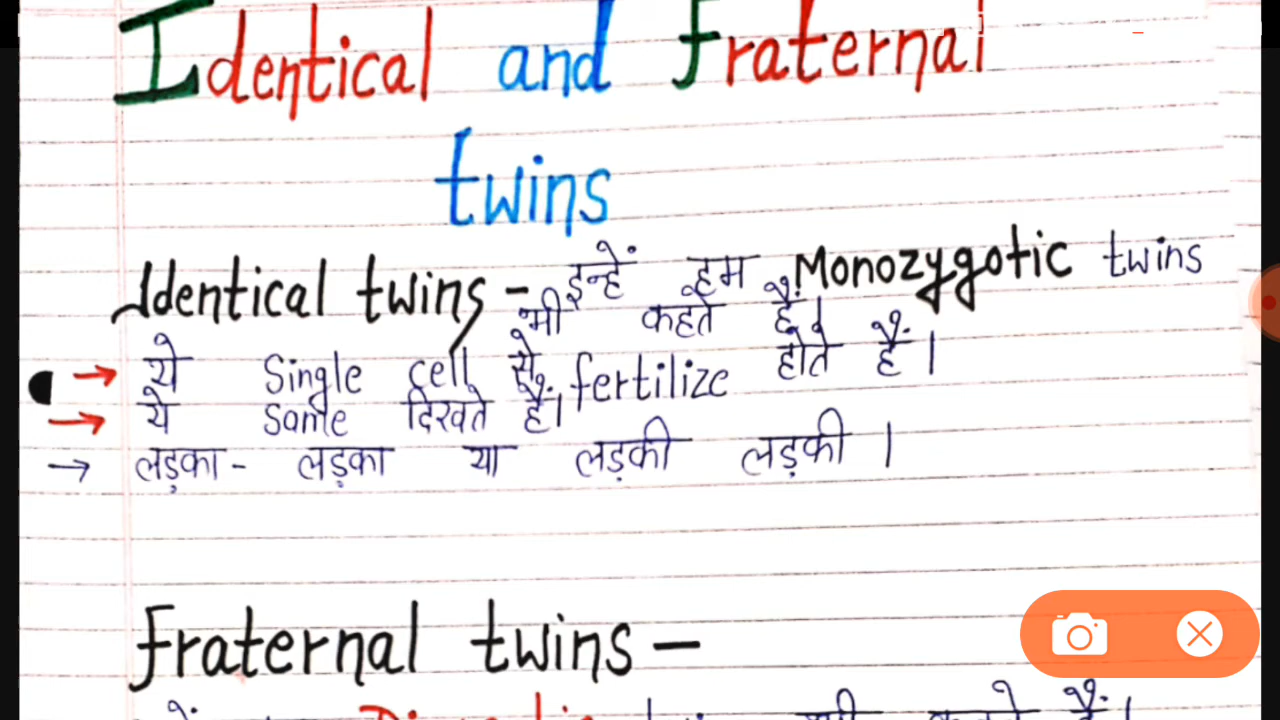 Identical and Fraternal
twins
Identical twins - इन्हें हम Monozygotic twins
भी कहते हैं।
→ ये Single cell से fertilize होते हैं।
→ ये Same दिखते हैं।
→ लड़का - लड़का या लड़की लड़की।
Fraternal twins -